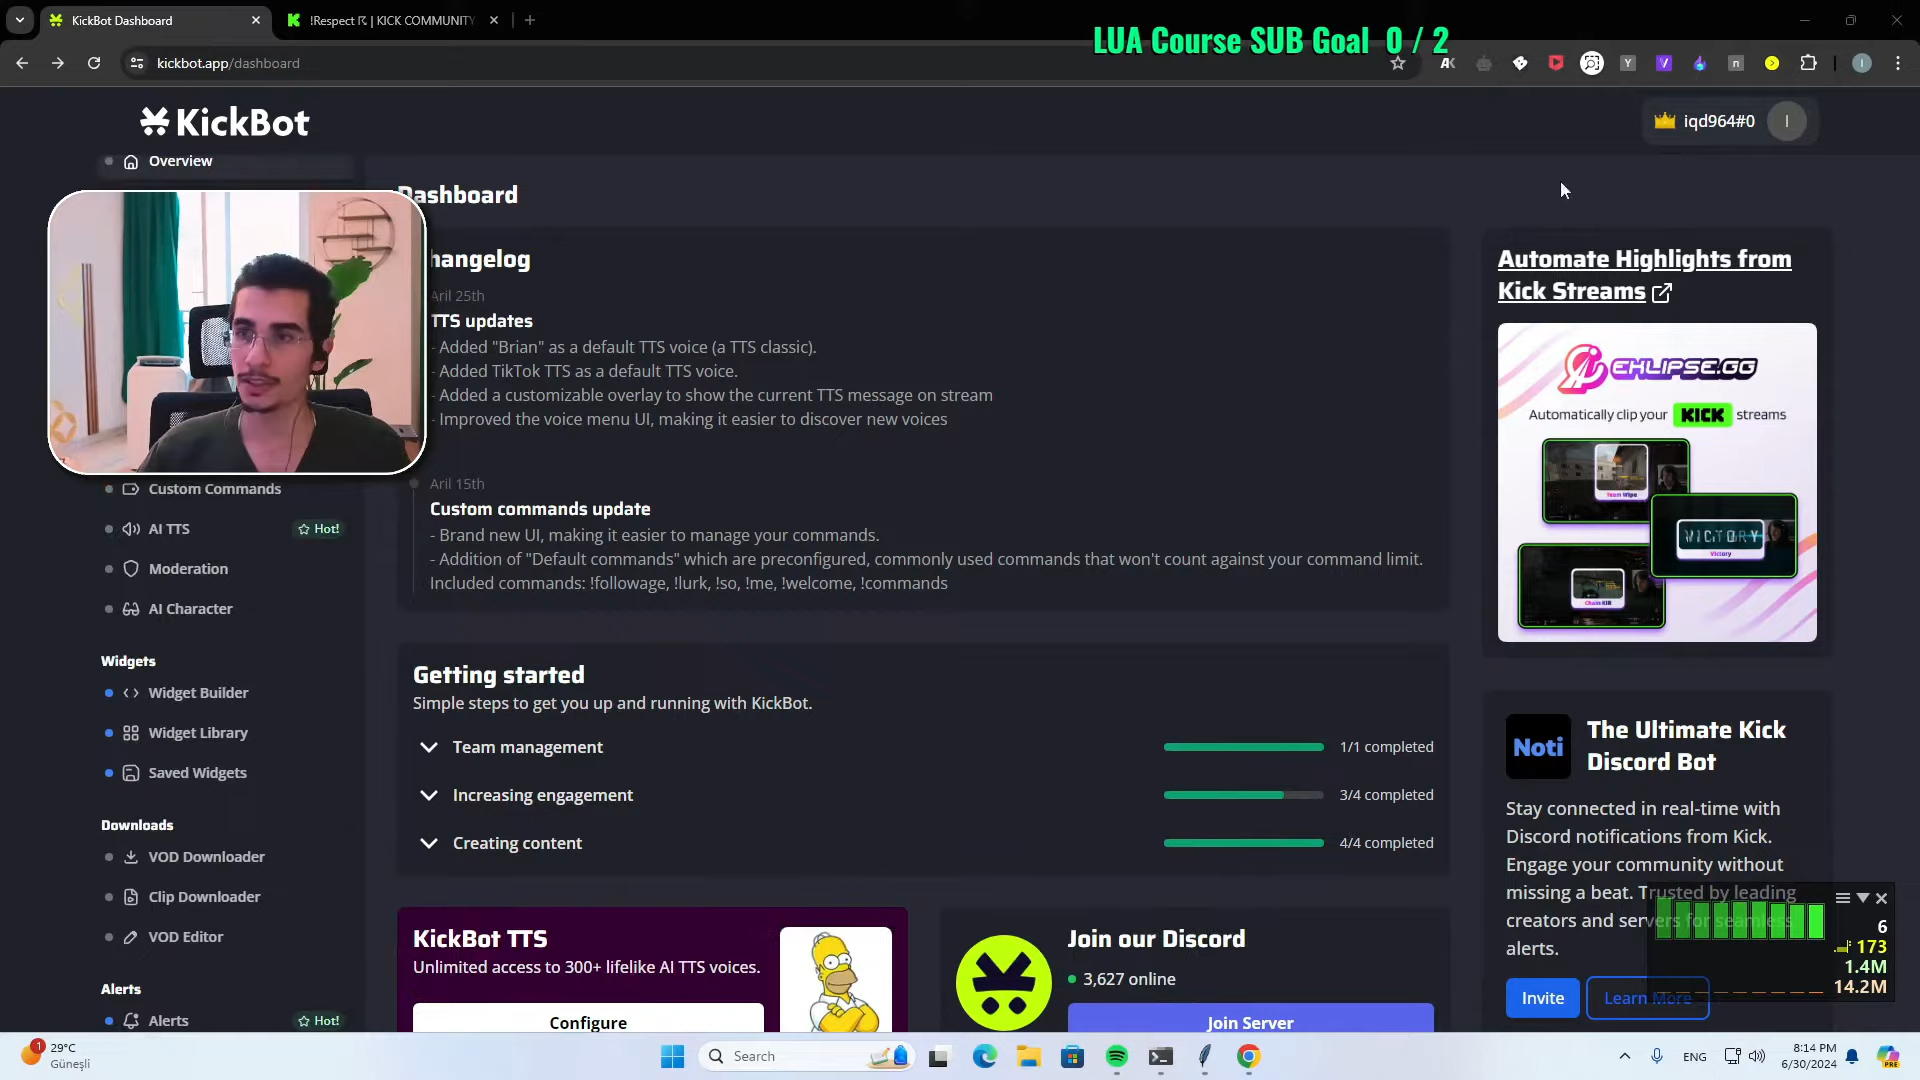 KickBot Dashboard
!Respect ☈ | KICK COMMUNITY
LUA Course SUB Goal 0 / 2
kickbot.app/dashboard
KickBot
iqd964#0
I
Overview
Dashboard
hangelog
Aril 25th
TTS updates
- Added "Brian" as a default TTS voice (a TTS classic).
- Added TikTok TTS as a default TTS voice.
- Added a customizable overlay to show the current TTS message on stream
- Improved the voice menu UI, making it easier to discover new voices
Aril 15th
Custom commands update
- Brand new UI, making it easier to manage your commands.
- Addition of "Default commands" which are preconfigured, commonly used commands that won't count against your command limit.
Included commands: !followage, !lurk, !so, !me, !welcome, !commands
Custom Commands
AI TTS
Hot!
Moderation
AI Character
Widgets
Widget Builder
Widget Library
Saved Widgets
Downloads
VOD Downloader
Clip Downloader
VOD Editor
Alerts
Alerts
Hot!
Getting started
Simple steps to get you up and running with KickBot.
Team management
1/1 completed
Increasing engagement
3/4 completed
Creating content
4/4 completed
KickBot TTS
Unlimited access to 300+ lifelike AI TTS voices.
Configure
Join our Discord
3,627 online
Join Server
Automate Highlights from
Kick Streams
EKLIPSE.GG
Automatically clip your KICK streams
Team Wipe
VICTORY
Victory
Chain Kill
Noti
The Ultimate Kick
Discord Bot
Stay connected in real-time with
Discord notifications from Kick.
Engage your community without
missing a beat. Trusted by leading
creators and servers for seamless
alerts.
Invite
Learn More
6
173
1.4M
14.2M
1
29°C
Güneşli
Search
ENG
8:14 PM
6/30/2024
PRE